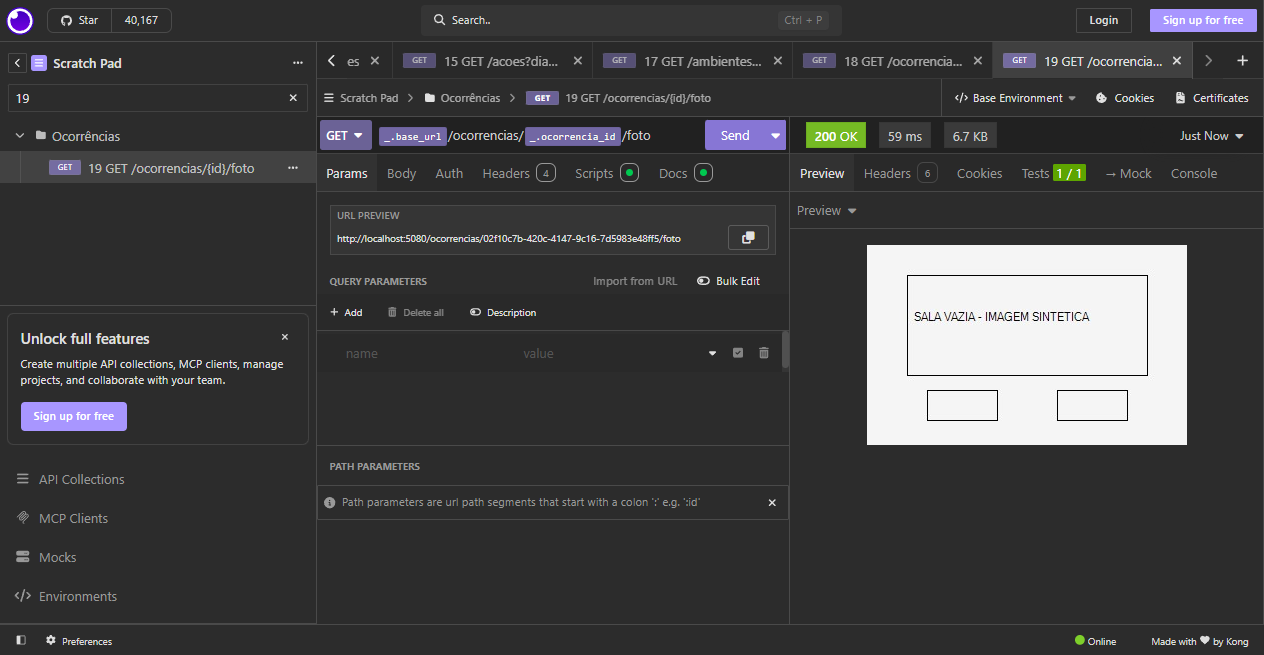 Star 40,167
Search..
Ctrl + P
Login
Sign up for free
Scratch Pad
es
GET 15 GET /acoes?dia...
GET 17 GET /ambientes...
GET 18 GET /ocorrencia...
GET 19 GET /ocorrencia...
19
Scratch Pad
Ocorrências
GET 19 GET /ocorrencias/{id}/foto
Base Environment
Cookies
Certificates
Ocorrências
GET 19 GET /ocorrencias/{id}/foto
GET _.base_url/ocorrencias/_.ocorrencia_id/foto
Send
200 OK
59 ms
6.7 KB
Just Now
Params
Body
Auth
Headers 4
Scripts
Docs
Preview
Headers 6
Cookies
Tests 1 / 1
→ Mock
Console
URL PREVIEW
http://localhost:5080/ocorrencias/02f10c7b-420c-4147-9c16-7d5983e48ff5/foto
Preview
QUERY PARAMETERS
Import from URL
Bulk Edit
Add
Delete all
Description
name
value
SALA VAZIA - IMAGEM SINTETICA
Unlock full features
Create multiple API collections, MCP clients, manage
projects, and collaborate with your team.
Sign up for free
PATH PARAMETERS
Path parameters are url path segments that start with a colon ':' e.g. ':id'
API Collections
MCP Clients
Mocks
Environments
Preferences
Online
Made with ♥ by Kong